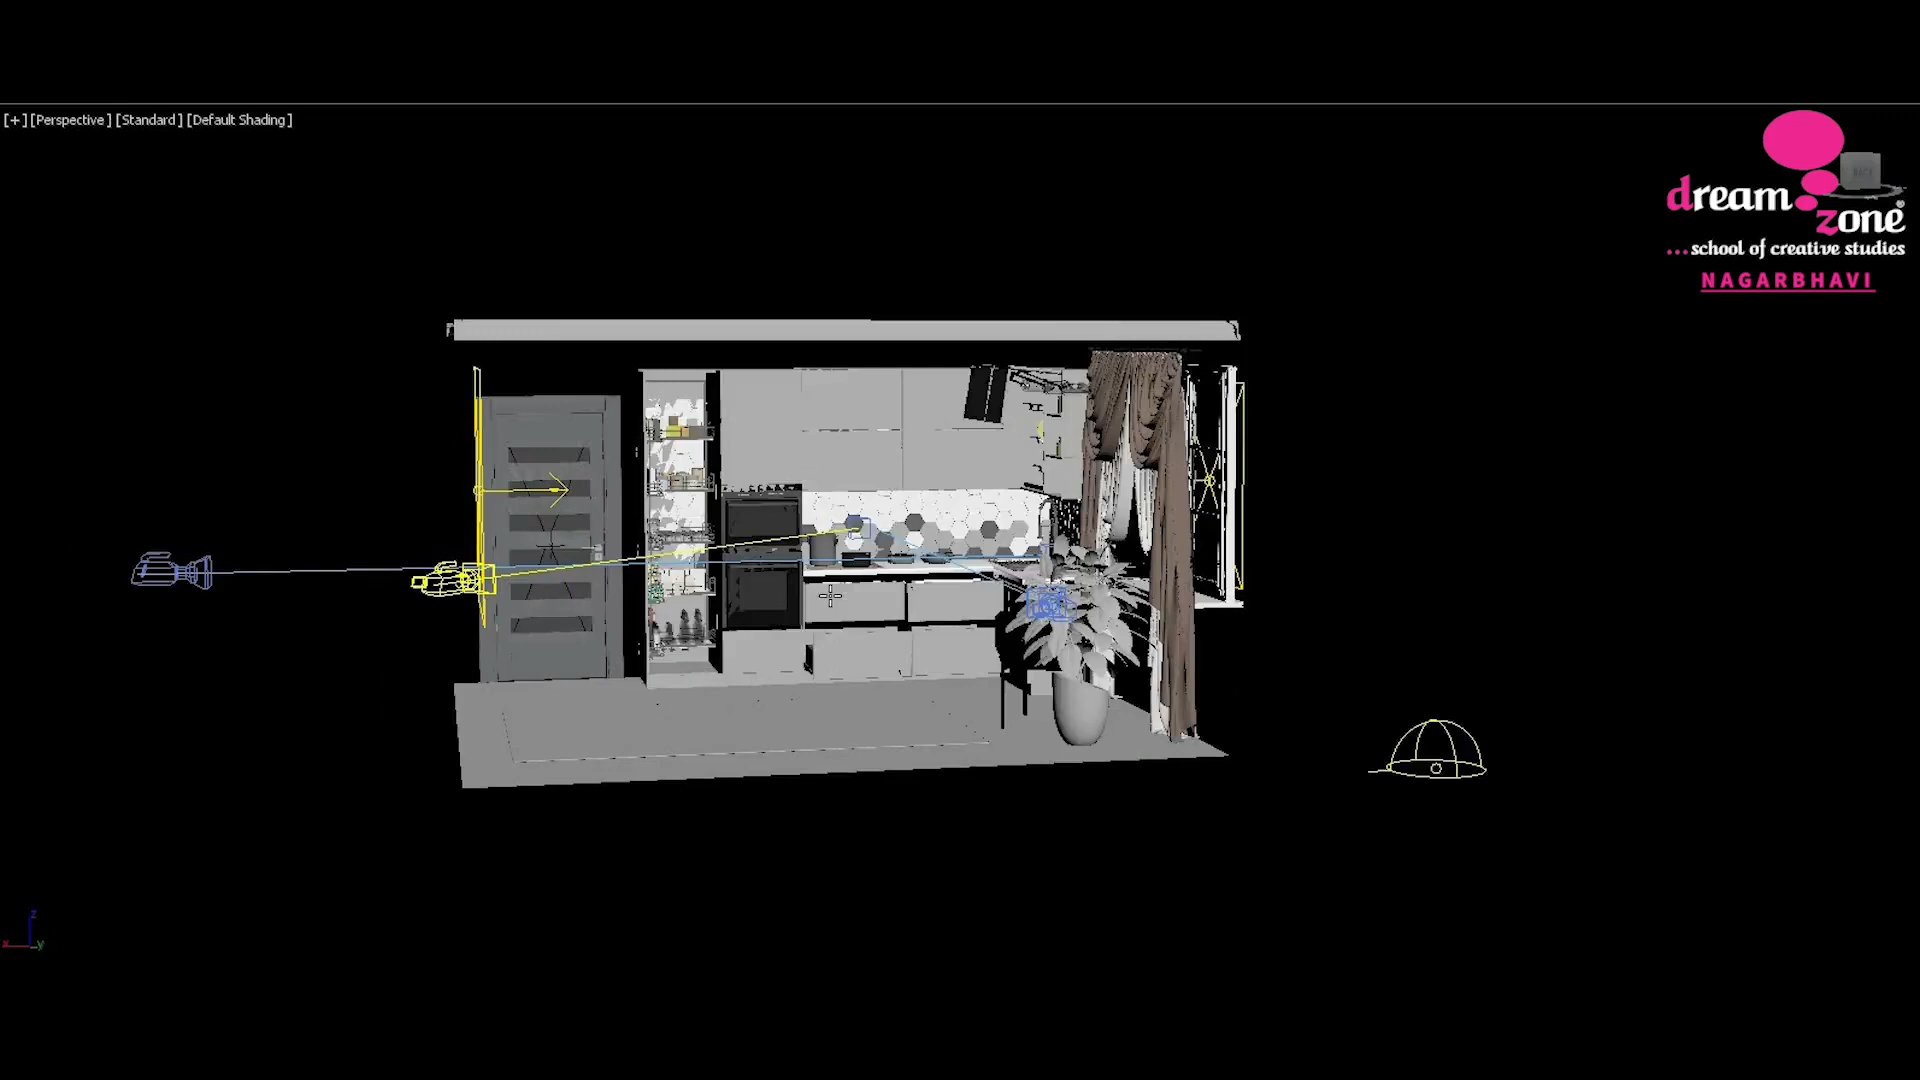 [+] [Perspective ] [Standard ] [Default Shading ]
dream
zone®
...school of creative studies
NAGARBHAVI
z
x
y